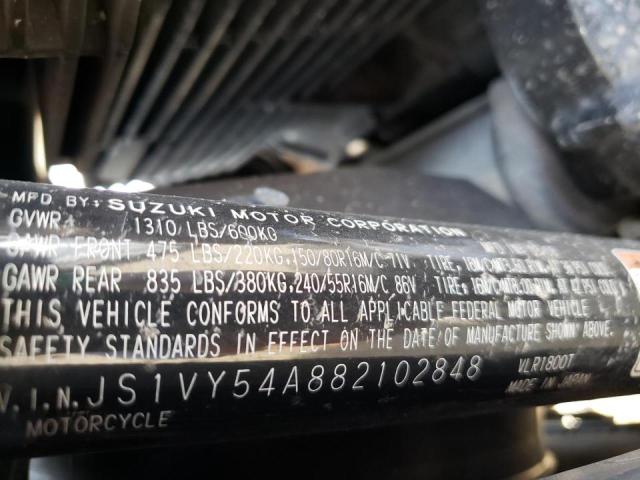 MFD. BY: SUZUKI MOTOR CORPORATION
GVWR: 1310 LBS/600KG
GAWR FRONT 475 LBS/220KG, 150/80R16M/C 71V TIRE,
GAWR REAR 835 LBS/380KG, 240/55R16M/C 86V TIRE,
THIS VEHICLE CONFORMS TO ALL APPLICABLE FEDERAL MOTOR VEHICLE
SAFETY STANDARDS IN EFFECT ON THE DATE OF MANUFACTURE SHOWN ABOVE.
V.I.N. JS1VY54A882102848 VLR1800T
MOTORCYCLE MADE IN JAPAN